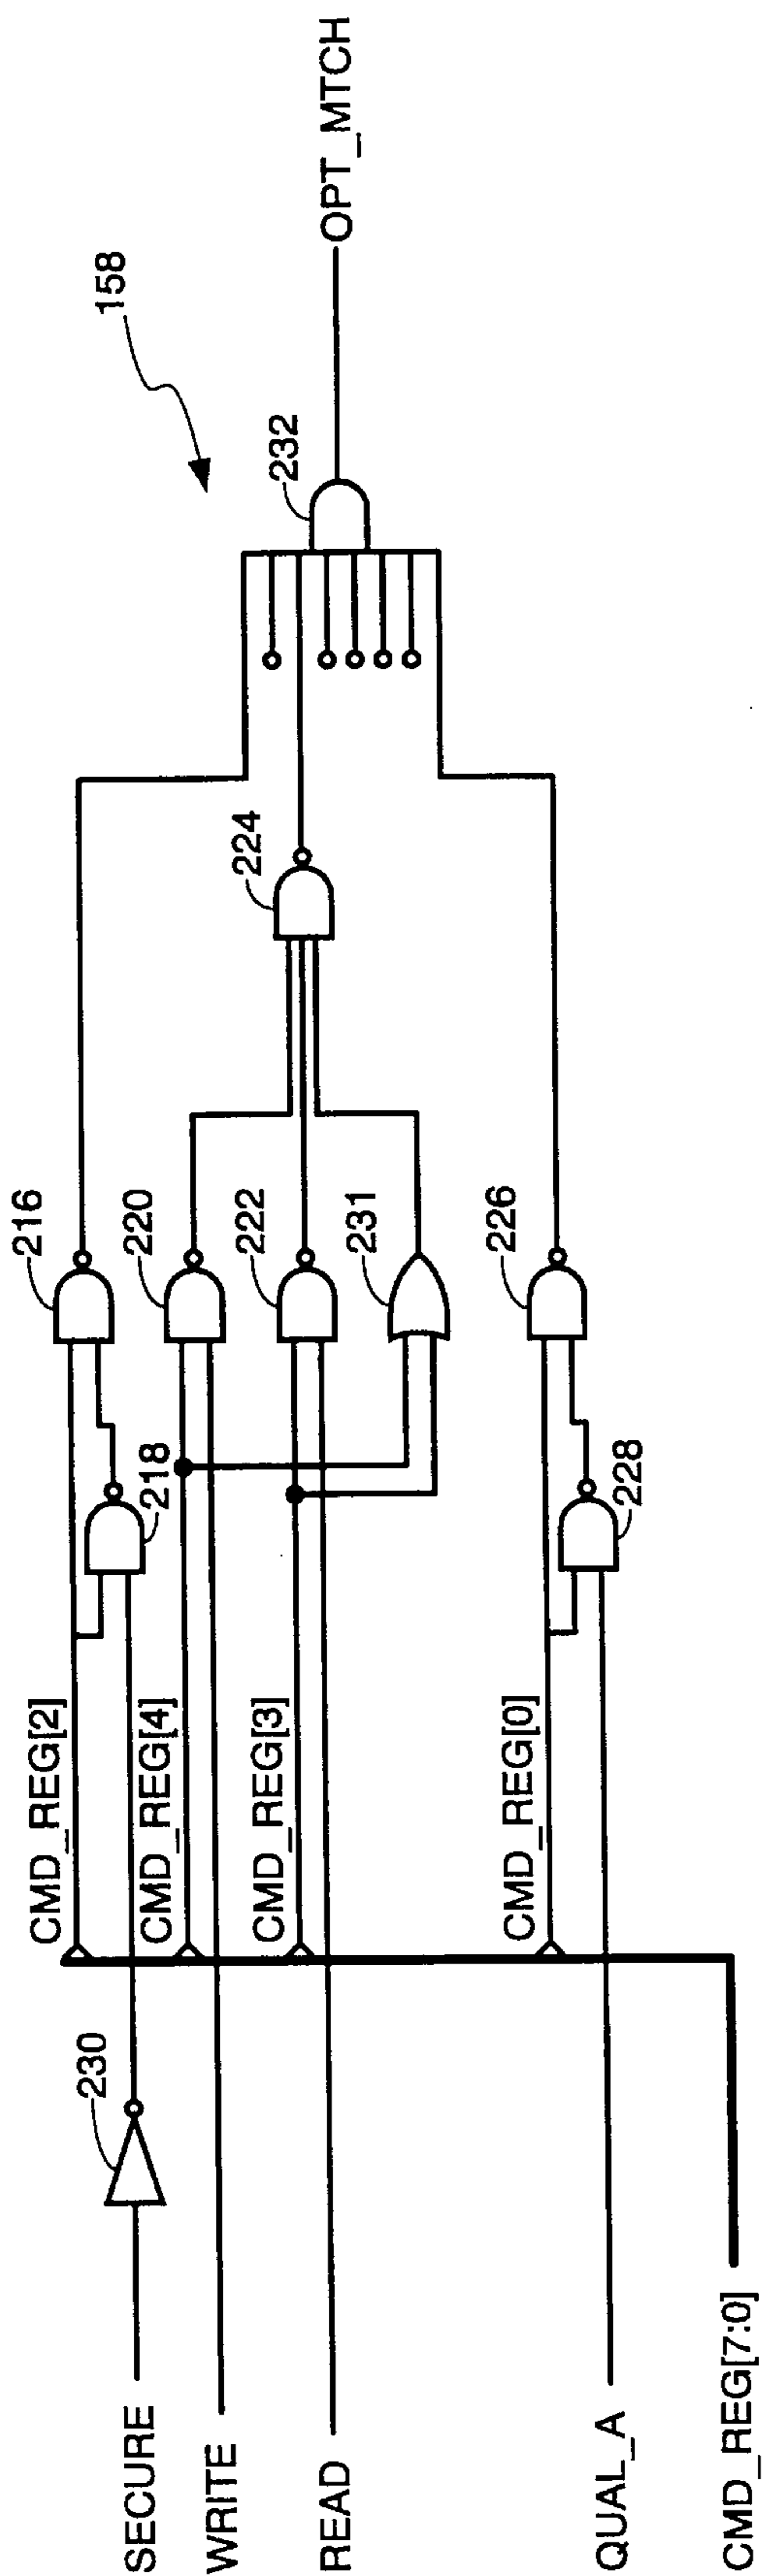 158
OPT_MTCH
232
224
216
220
222
231
226
218
228
CMD_REG[2]
CMD_REG[4]
CMD_REG[3]
CMD_REG[0]
230
SECURE
WRITE
READ
QUAL_A
CMD_REG[7:0]